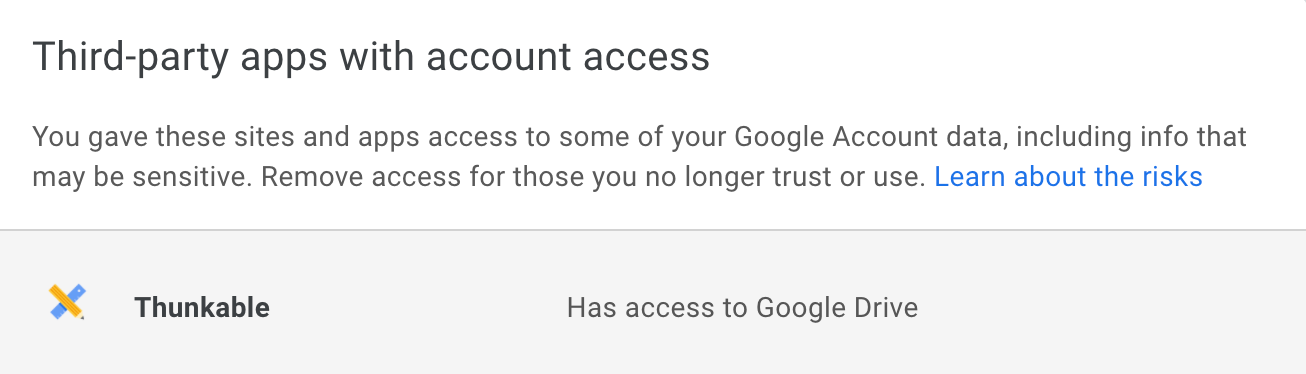 Third-party apps with account access
You gave these sites and apps access to some of your Google Account data, including info that
may be sensitive. Remove access for those you no longer trust or use. Learn about the risks
Thunkable Has access to Google Drive